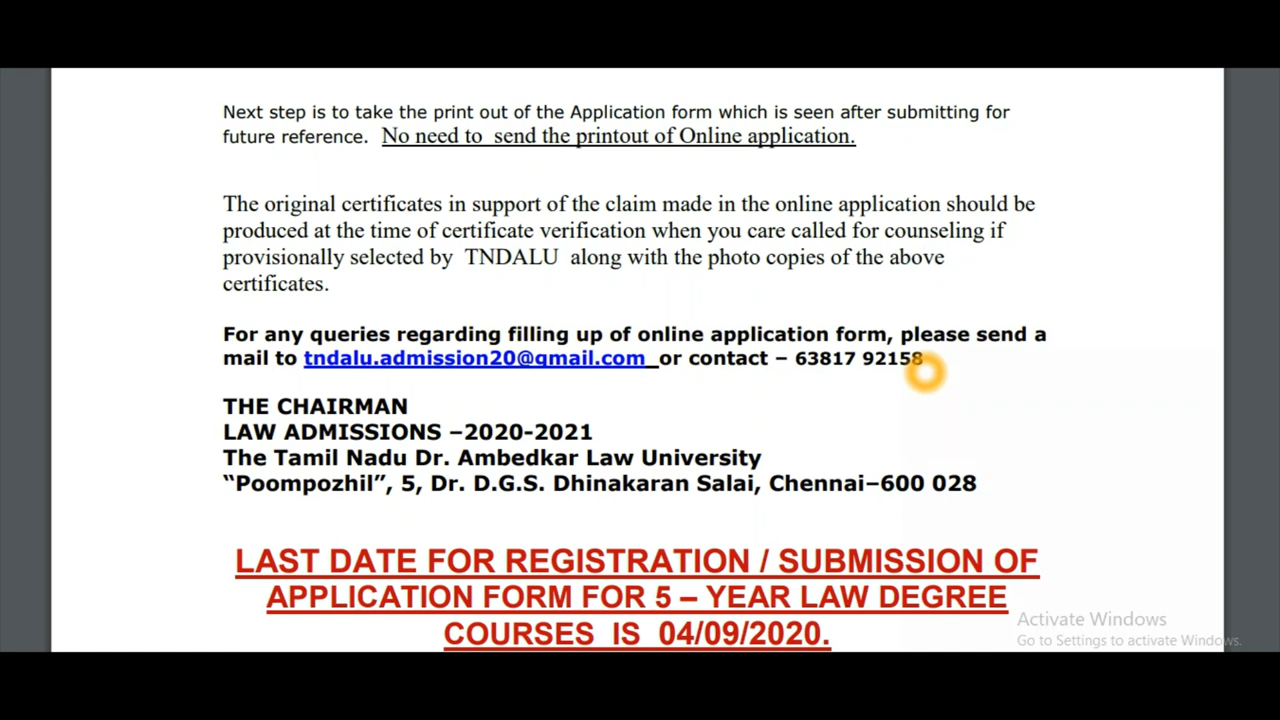 Next step is to take the print out of the Application form which is seen after submitting for
future reference. No need to send the printout of Online application.
The original certificates in support of the claim made in the online application should be
produced at the time of certificate verification when you care called for counseling if
provisionally selected by TNDALU along with the photo copies of the above
certificates.
For any queries regarding filling up of online application form, please send a
mail to tndalu.admission20@gmail.com or contact – 63817 92158
THE CHAIRMAN
LAW ADMISSIONS –2020-2021
The Tamil Nadu Dr. Ambedkar Law University
“Poompozhil”, 5, Dr. D.G.S. Dhinakaran Salai, Chennai–600 028
LAST DATE FOR REGISTRATION / SUBMISSION OF
APPLICATION FORM FOR 5 – YEAR LAW DEGREE
COURSES IS 04/09/2020.
Activate Windows
Go to Settings to activate Windows.